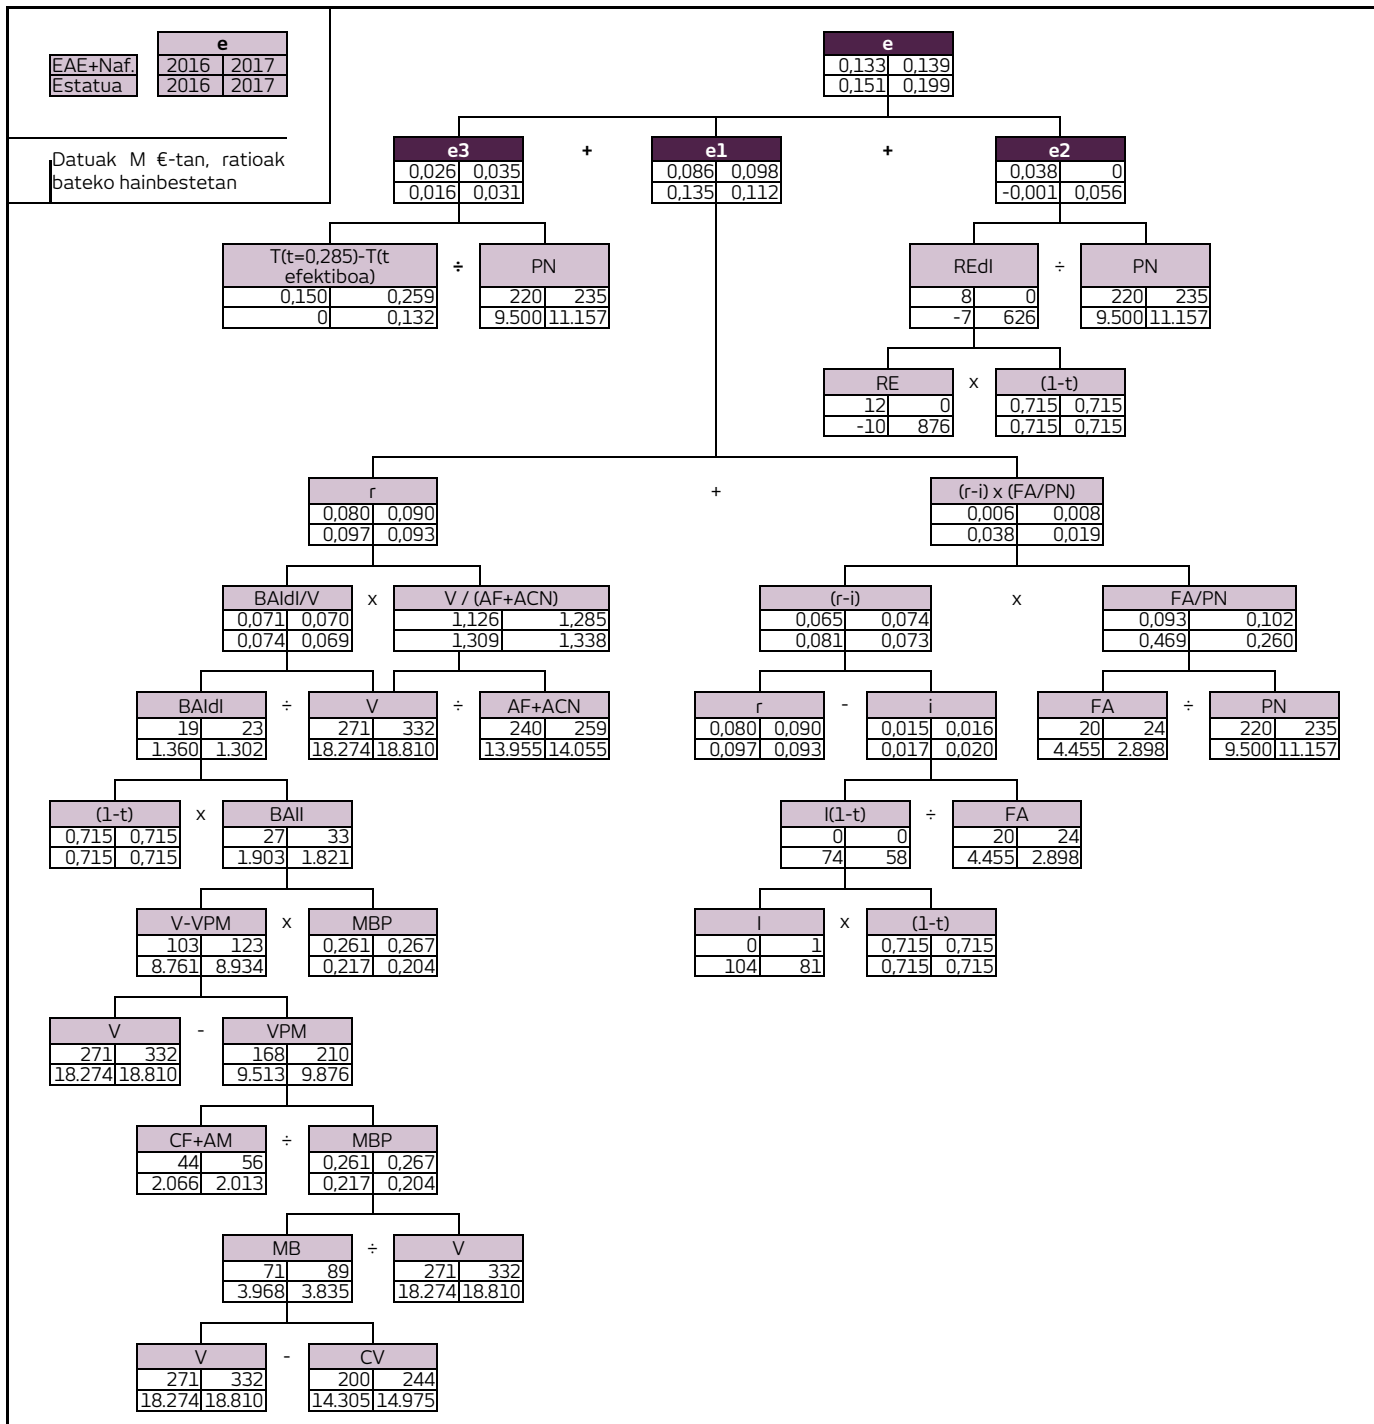 e
EAE+Naf. 2016 2017
Estatua 2016 2017
Datuak M €-tan, ratioak
bateko hainbestetan
e
0,133 0,139
0,151 0,199
e3 + e1 + e2
0,026 0,035 0,086 0,098 0,038 0
0,016 0,031 0,135 0,112 -0,001 0,056
T(t=0,285)-T(t
efektiboa) ÷ PN REdI ÷ PN
0,150 0,259 220 235 8 0 220 235
0 0,132 9.500 11.157 -7 626 9.500 11.157
RE x (1-t)
12 0 0,715 0,715
-10 876 0,715 0,715
r + (r-i) x (FA/PN)
0,080 0,090 0,006 0,008
0,097 0,093 0,038 0,019
BAIdI/V x V / (AF+ACN) (r-i) x FA/PN
0,071 0,070 1,126 1,285 0,065 0,074 0,093 0,102
0,074 0,069 1,309 1,338 0,081 0,073 0,469 0,260
BAIdI ÷ V ÷ AF+ACN r - i FA ÷ PN
19 23 271 332 240 259 0,080 0,090 0,015 0,016 20 24 220 235
1.360 1.302 18.274 18.810 13.955 14.055 0,097 0,093 0,017 0,020 4.455 2.898 9.500 11.157
(1-t) x BAII I(1-t) ÷ FA
0,715 0,715 27 33 0 0 20 24
0,715 0,715 1.903 1.821 74 58 4.455 2.898
V-VPM x MBP I x (1-t)
103 123 0,261 0,267 0 1 0,715 0,715
8.761 8.934 0,217 0,204 104 81 0,715 0,715
V - VPM
271 332 168 210
18.274 18.810 9.513 9.876
CF+AM ÷ MBP
44 56 0,261 0,267
2.066 2.013 0,217 0,204
MB ÷ V
71 89 271 332
3.968 3.835 18.274 18.810
V - CV
271 332 200 244
18.274 18.810 14.305 14.975